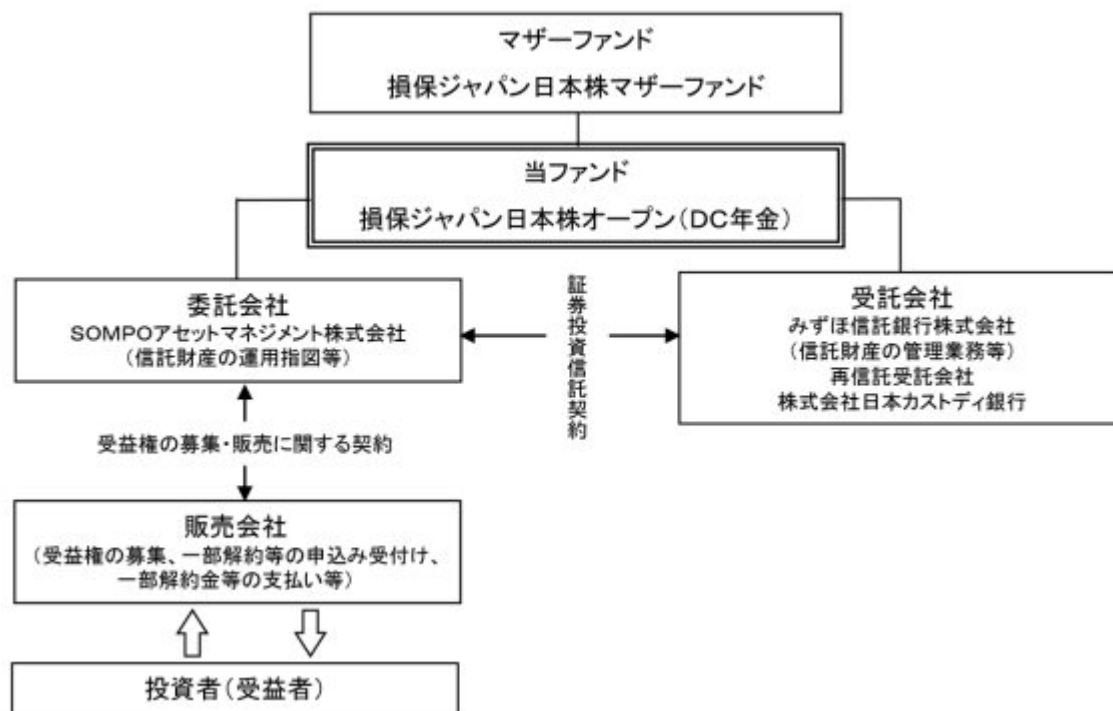 マザーファンド
損保ジャパン日本株マザーファンド
当ファンド
損保ジャパン日本株オープン(DC年金)
委託会社
SOMPOアセットマネジメント株式会社
(信託財産の運用指図等)
証券投資信託契約
受託会社
みずほ信託銀行株式会社
(信託財産の管理業務等)
再信託受託会社
株式会社日本カストディ銀行
受益権の募集・販売に関する契約
販売会社
(受益権の募集、一部解約等の申込み受付け、
一部解約金等の支払い等)
投資者(受益者)